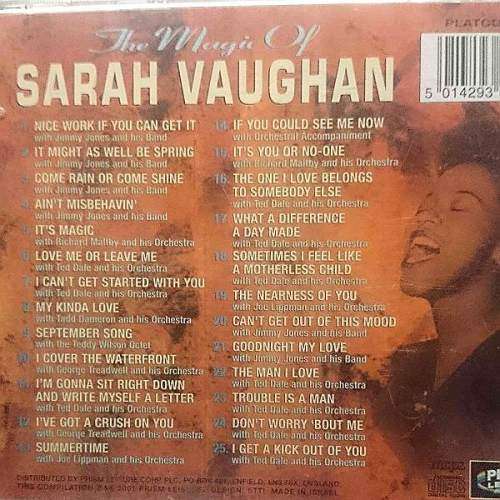 The Magic Of
SARAH VAUGHAN
PLATCD
5 014293
1. NICE WORK IF YOU CAN GET IT
with Jimmy Jones and his Band
2. IT MIGHT AS WELL BE SPRING
with Jimmy Jones and his Band
3. COME RAIN OR COME SHINE
with Jimmy Jones and his Band
4. AIN'T MISBEHAVIN'
with Jimmy Jones and his Band
5. IT'S MAGIC
with Richard Maltby and his Orchestra
6. LOVE ME OR LEAVE ME
with Ted Dale and his Orchestra
7. I CAN'T GET STARTED WITH YOU
with Ted Dale and his Orchestra
8. MY KINDA LOVE
with Tadd Dameron and his Orchestra
9. SEPTEMBER SONG
with the Teddy Wilson Octet
10. I COVER THE WATERFRONT
with George Treadwell and his Orchestra
11. I'M GONNA SIT RIGHT DOWN
AND WRITE MYSELF A LETTER
with Ted Dale and his Orchestra
12. I'VE GOT A CRUSH ON YOU
with George Treadwell and his Orchestra
13. SUMMERTIME
with Joe Lippman and his Orchestra
14. IF YOU COULD SEE ME NOW
with Orchestral Accompaniment
15. IT'S YOU OR NO-ONE
with Richard Maltby and his Orchestra
16. THE ONE I LOVE BELONGS
TO SOMEBODY ELSE
with Ted Dale and his Orchestra
17. WHAT A DIFFERENCE
A DAY MADE
with Ted Dale and his Orchestra
18. SOMETIMES I FEEL LIKE
A MOTHERLESS CHILD
with Ted Dale and his Orchestra
19. THE NEARNESS OF YOU
with Joe Lippman and his Orchestra
20. CAN'T GET OUT OF THIS MOOD
with Jimmy Jones and his Band
21. GOODNIGHT MY LOVE
with Jimmy Jones and his Band
22. THE MAN I LOVE
with Ted Dale and his Orchestra
23. TROUBLE IS A MAN
with Ted Dale and his Orchestra
24. DON'T WORRY 'BOUT ME
with Ted Dale and his Orchestra
25. I GET A KICK OUT OF YOU
with Ted Dale and his Orchestra
DISTRIBUTED BY PRISM LEISURE CORP PLC, PO BOX ENFIELD, ENGLAND.
THIS COMPILATION 2001 PRISM LEISURE MADE IN